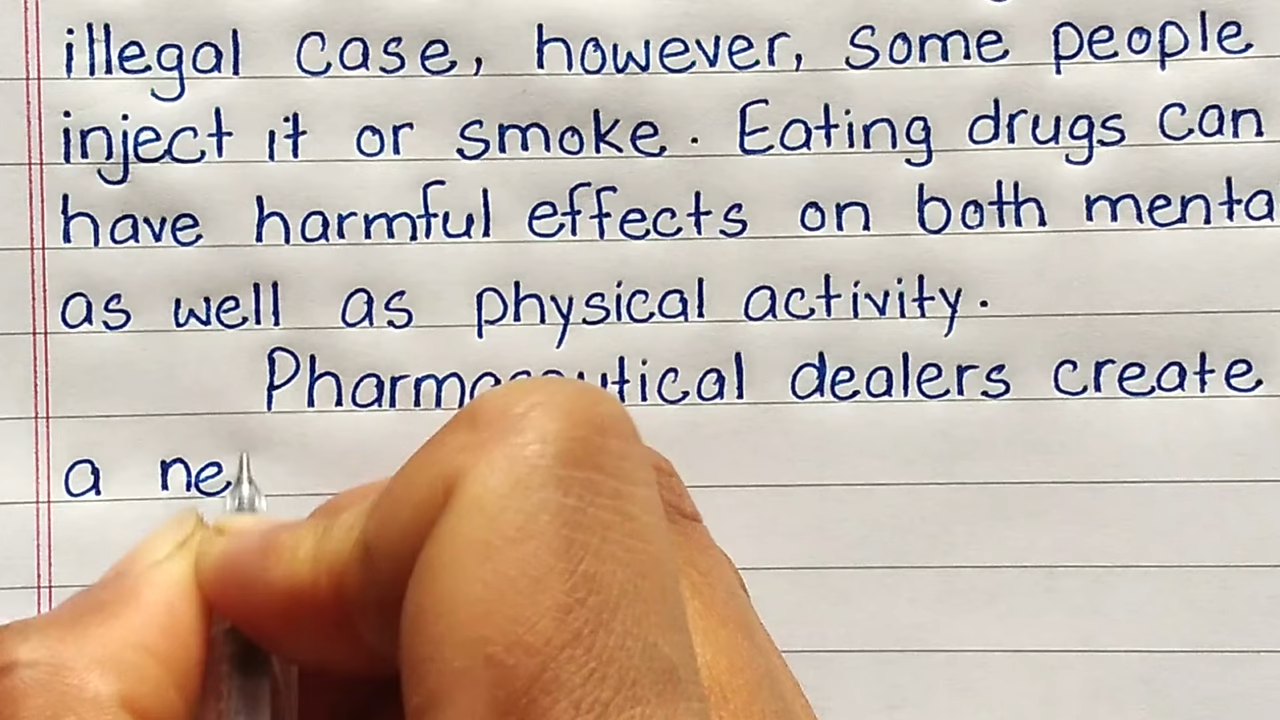 illegal case, however, some people
inject it or smoke. Eating drugs can
have harmful effects on both menta
as well as physical activity.
dealers create
a ne